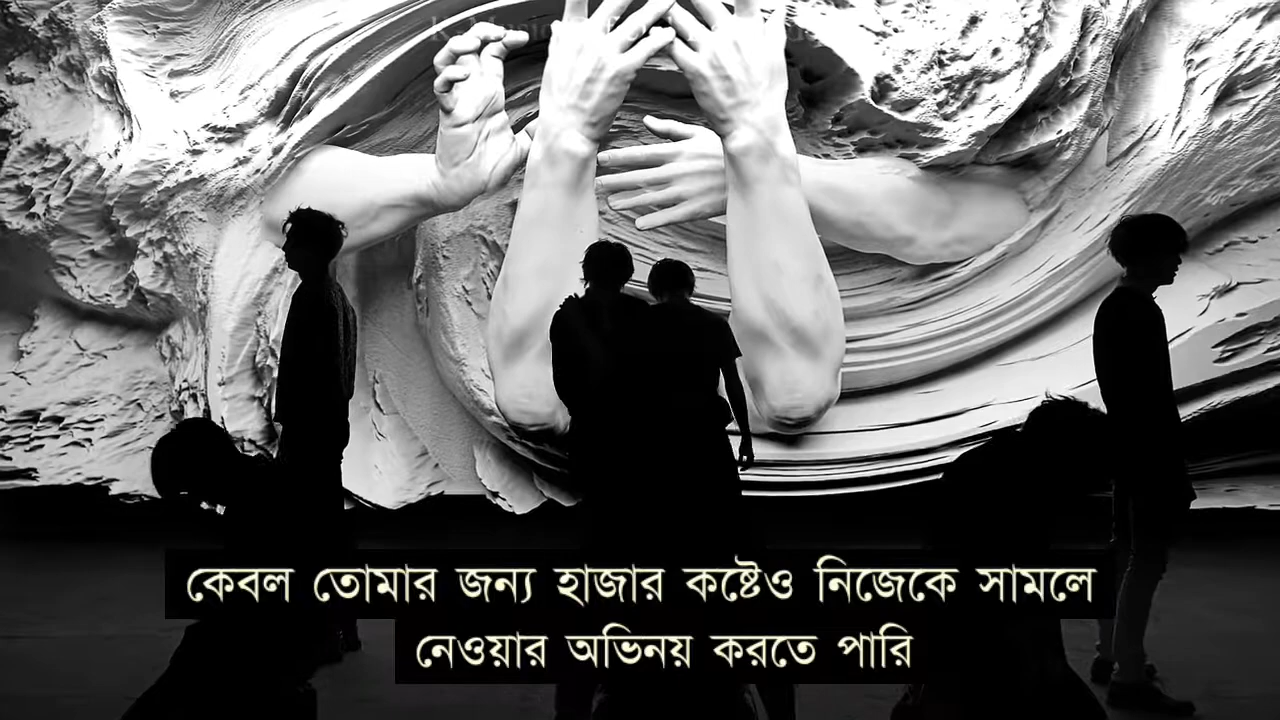 কেবল তোমার জন্য হাজার কষ্টেও নিজেকে সামলে
নেওয়ার অভিনয় করতে পারি